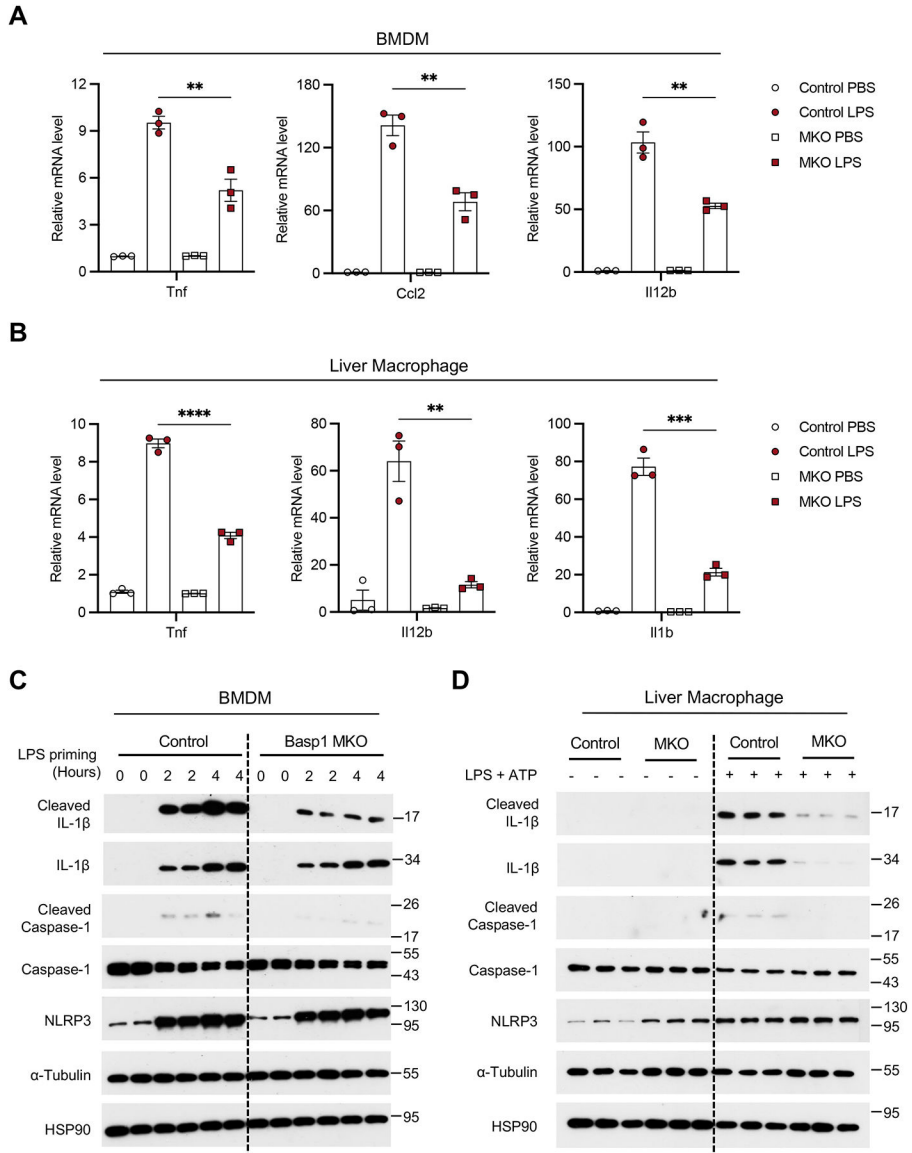 A
BMDM
Relative mRNA level
12
9
6
3
0
**
Tnf
Relative mRNA level
180
120
60
0
**
Ccl2
Relative mRNA level
150
100
50
0
**
Il12b
Control PBS
Control LPS
MKO PBS
MKO LPS
B
Liver Macrophage
Relative mRNA level
10
8
6
4
2
0
****
Tnf
Relative mRNA level
80
60
40
20
0
**
Il12b
Relative mRNA level
100
80
60
40
20
0
***
Il1b
Control PBS
Control LPS
MKO PBS
MKO LPS
C
BMDM
Control Basp1 MKO
LPS priming
(Hours) 0 0 2 2 4 4 0 0 2 2 4 4
Cleaved
IL-1β
17
IL-1β
34
Cleaved
Caspase-1
26
17
Caspase-1
55
43
NLRP3
130
95
α-Tubulin
55
HSP90
95
D
Liver Macrophage
Control MKO Control MKO
LPS + ATP - - - - - - + + + + + +
Cleaved
IL-1β
17
IL-1β
34
Cleaved
Caspase-1
26
17
Caspase-1
55
43
NLRP3
130
95
α-Tubulin
55
HSP90
95